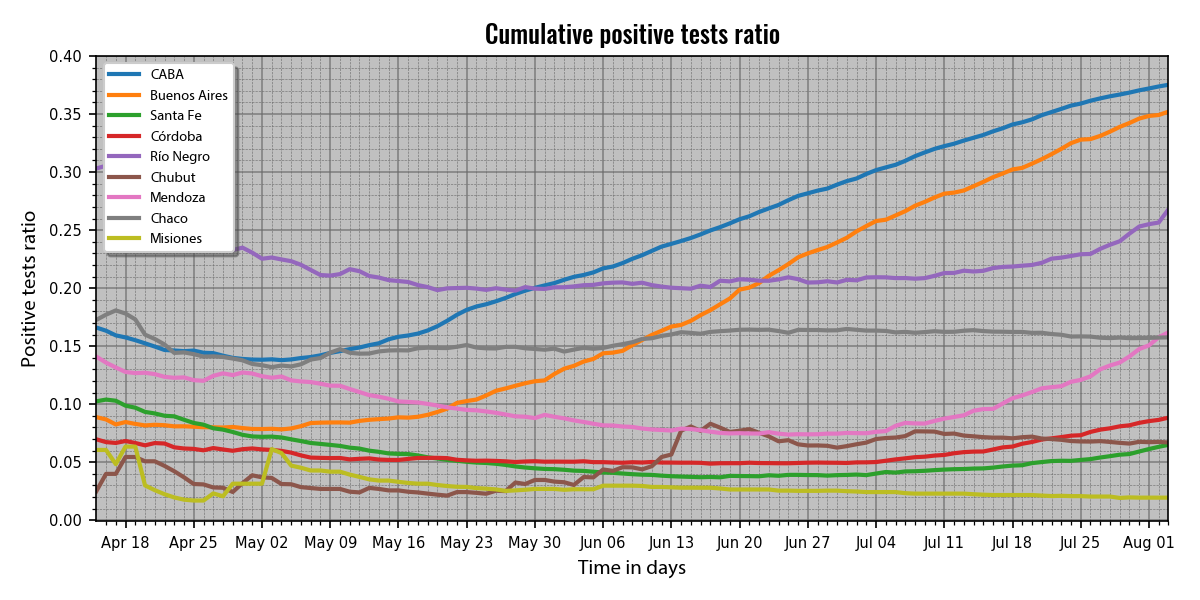 Cumulative positive tests ratio
0.40
0.35
0.30
0.25
0.20
0.15
0.10
0.05
0.00
Positive tests ratio
CABA
Buenos Aires
Santa Fe
Córdoba
Río Negro
Chubut
Mendoza
Chaco
Misiones
Apr 18 Apr 25 May 02 May 09 May 16 May 23 May 30 Jun 06 Jun 13 Jun 20 Jun 27 Jul 04 Jul 11 Jul 18 Jul 25 Aug 01
Time in days